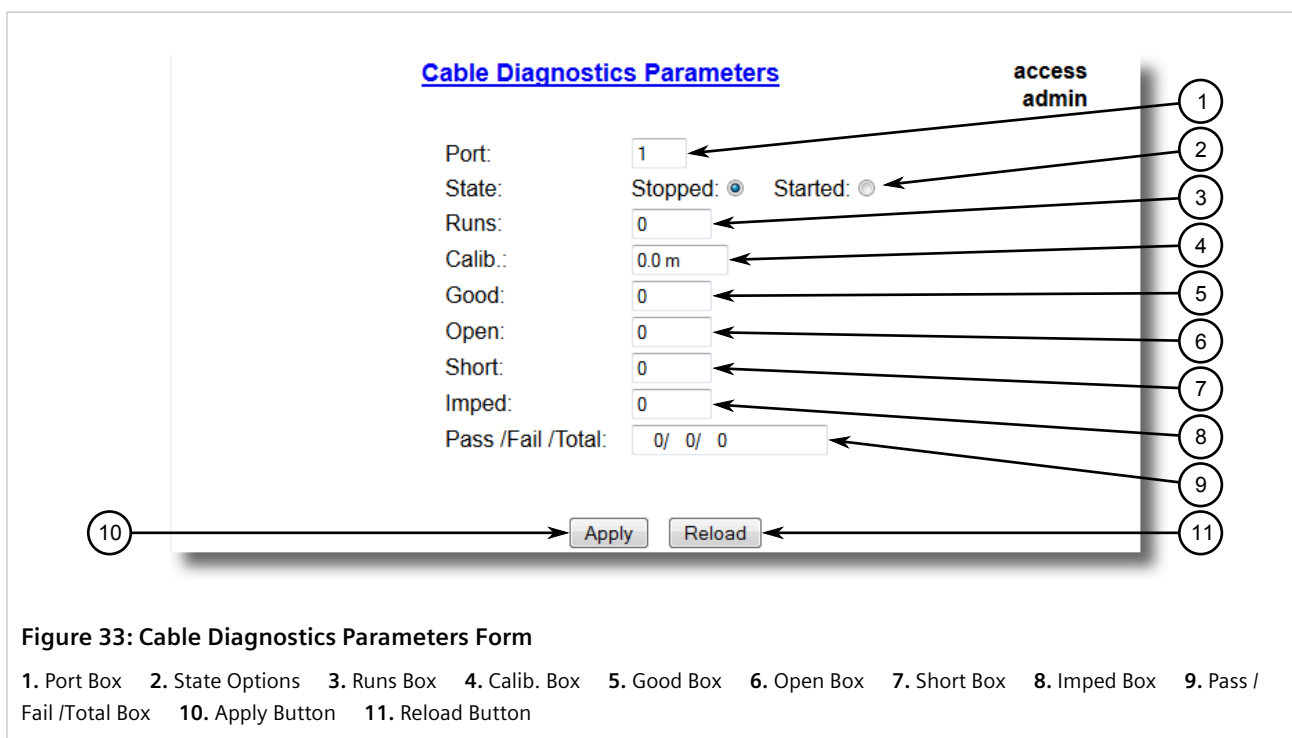 Cable Diagnostics Parameters
access
admin
Port: 1
State: Stopped: Started:
Runs: 0
Calib.: 0.0 m
Good: 0
Open: 0
Short: 0
Imped: 0
Pass /Fail /Total: 0/ 0/ 0
Apply Reload
1
2
3
4
5
6
7
8
9
10
11
Figure 33: Cable Diagnostics Parameters Form
1. Port Box 2. State Options 3. Runs Box 4. Calib. Box 5. Good Box 6. Open Box 7. Short Box 8. Imped Box 9. Pass /
Fail /Total Box 10. Apply Button 11. Reload Button